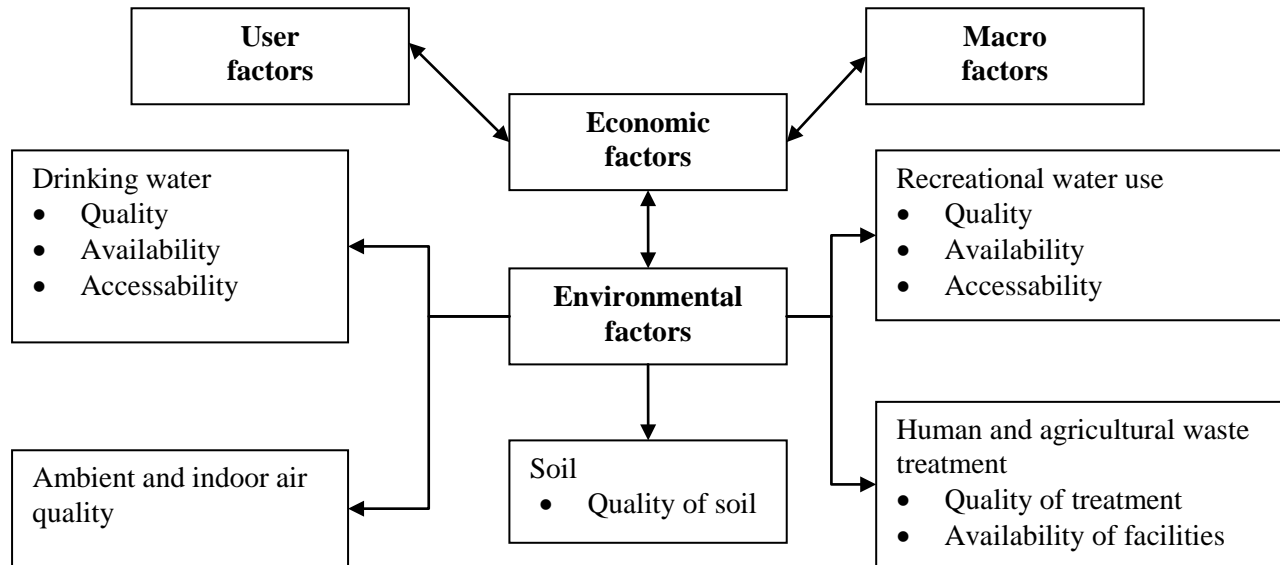 User
factors
Macro
factors
Economic
factors
Drinking water
• Quality
• Availability
• Accessability
Recreational water use
• Quality
• Availability
• Accessability
Environmental
factors
Ambient and indoor air
quality
Soil
• Quality of soil
Human and agricultural waste
treatment
• Quality of treatment
• Availability of facilities